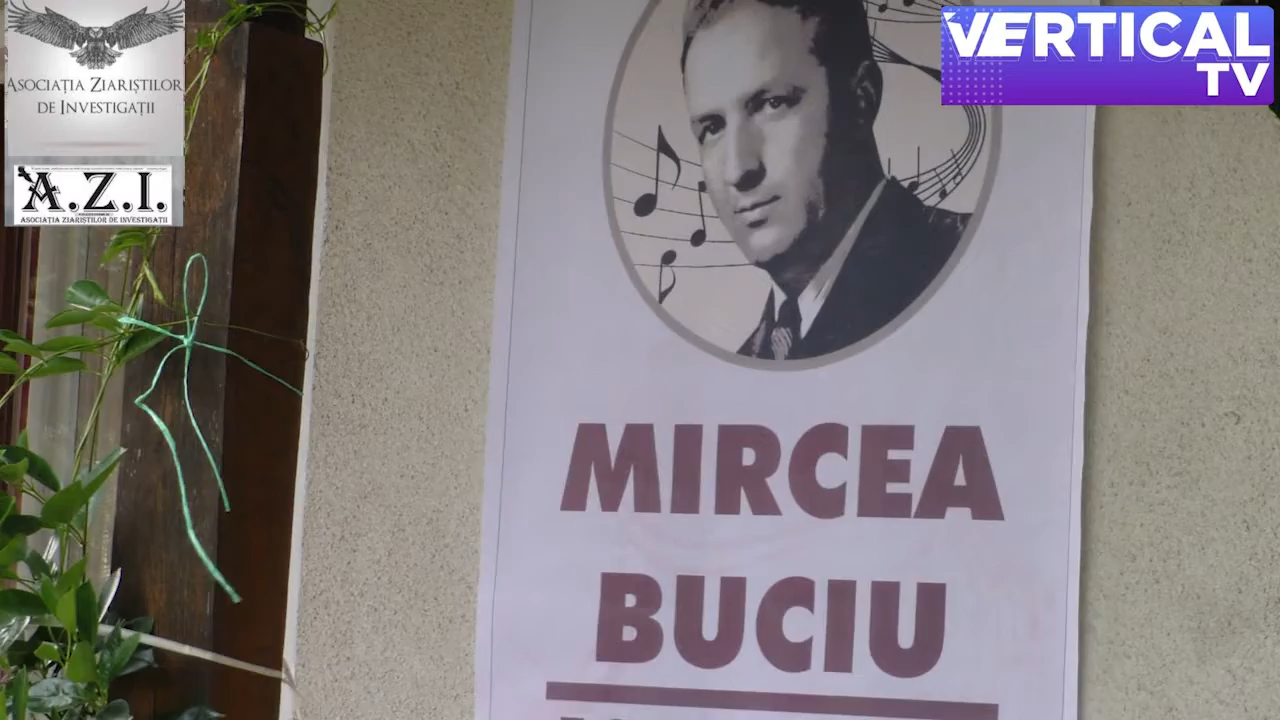 ASOCIAȚIA ZIARIȘTILOR
DE INVESTIGAȚII
A.Z.I.
ASOCIAȚIA ZIARIȘTILOR DE INVESTIGAȚII
VERTICAL
TV
MIRCEA
BUCIU